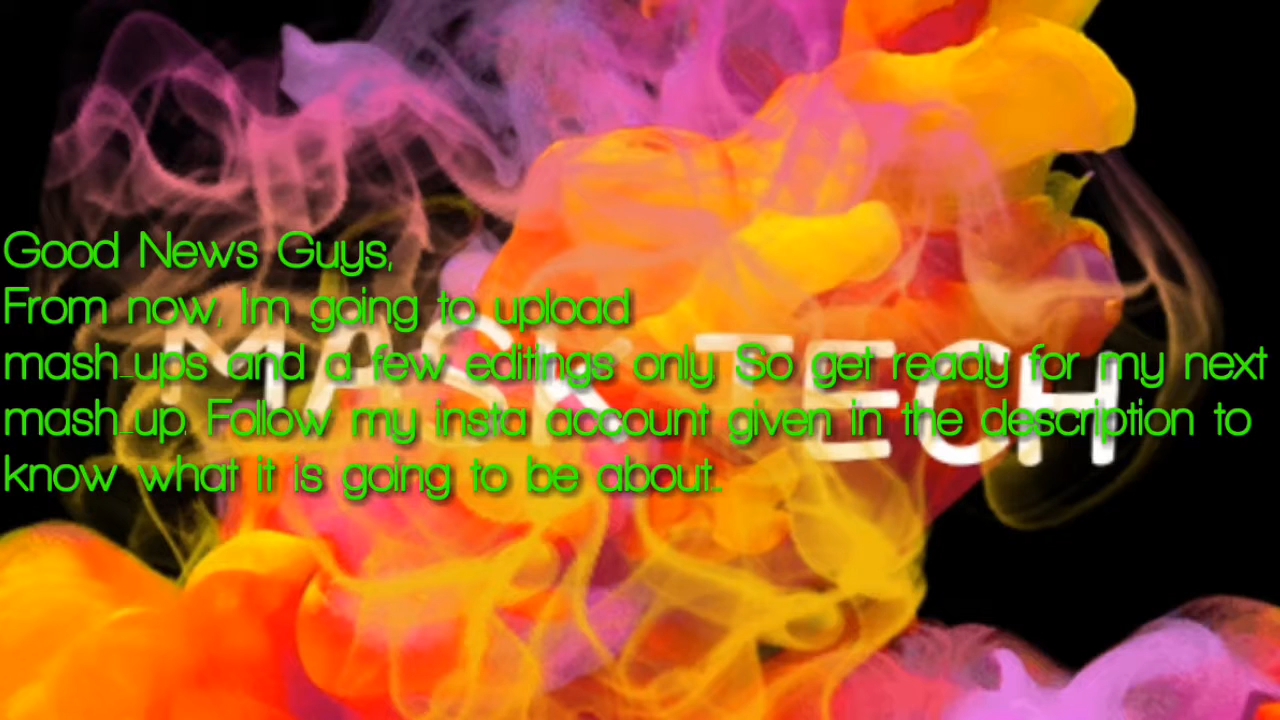 Good News Guys,
From now, Im going to upload
mash_ups and a few editings only. So get ready for my next
mash_up. Follow my insta account given in the description to
know what it is going to be about..
MASK TECH